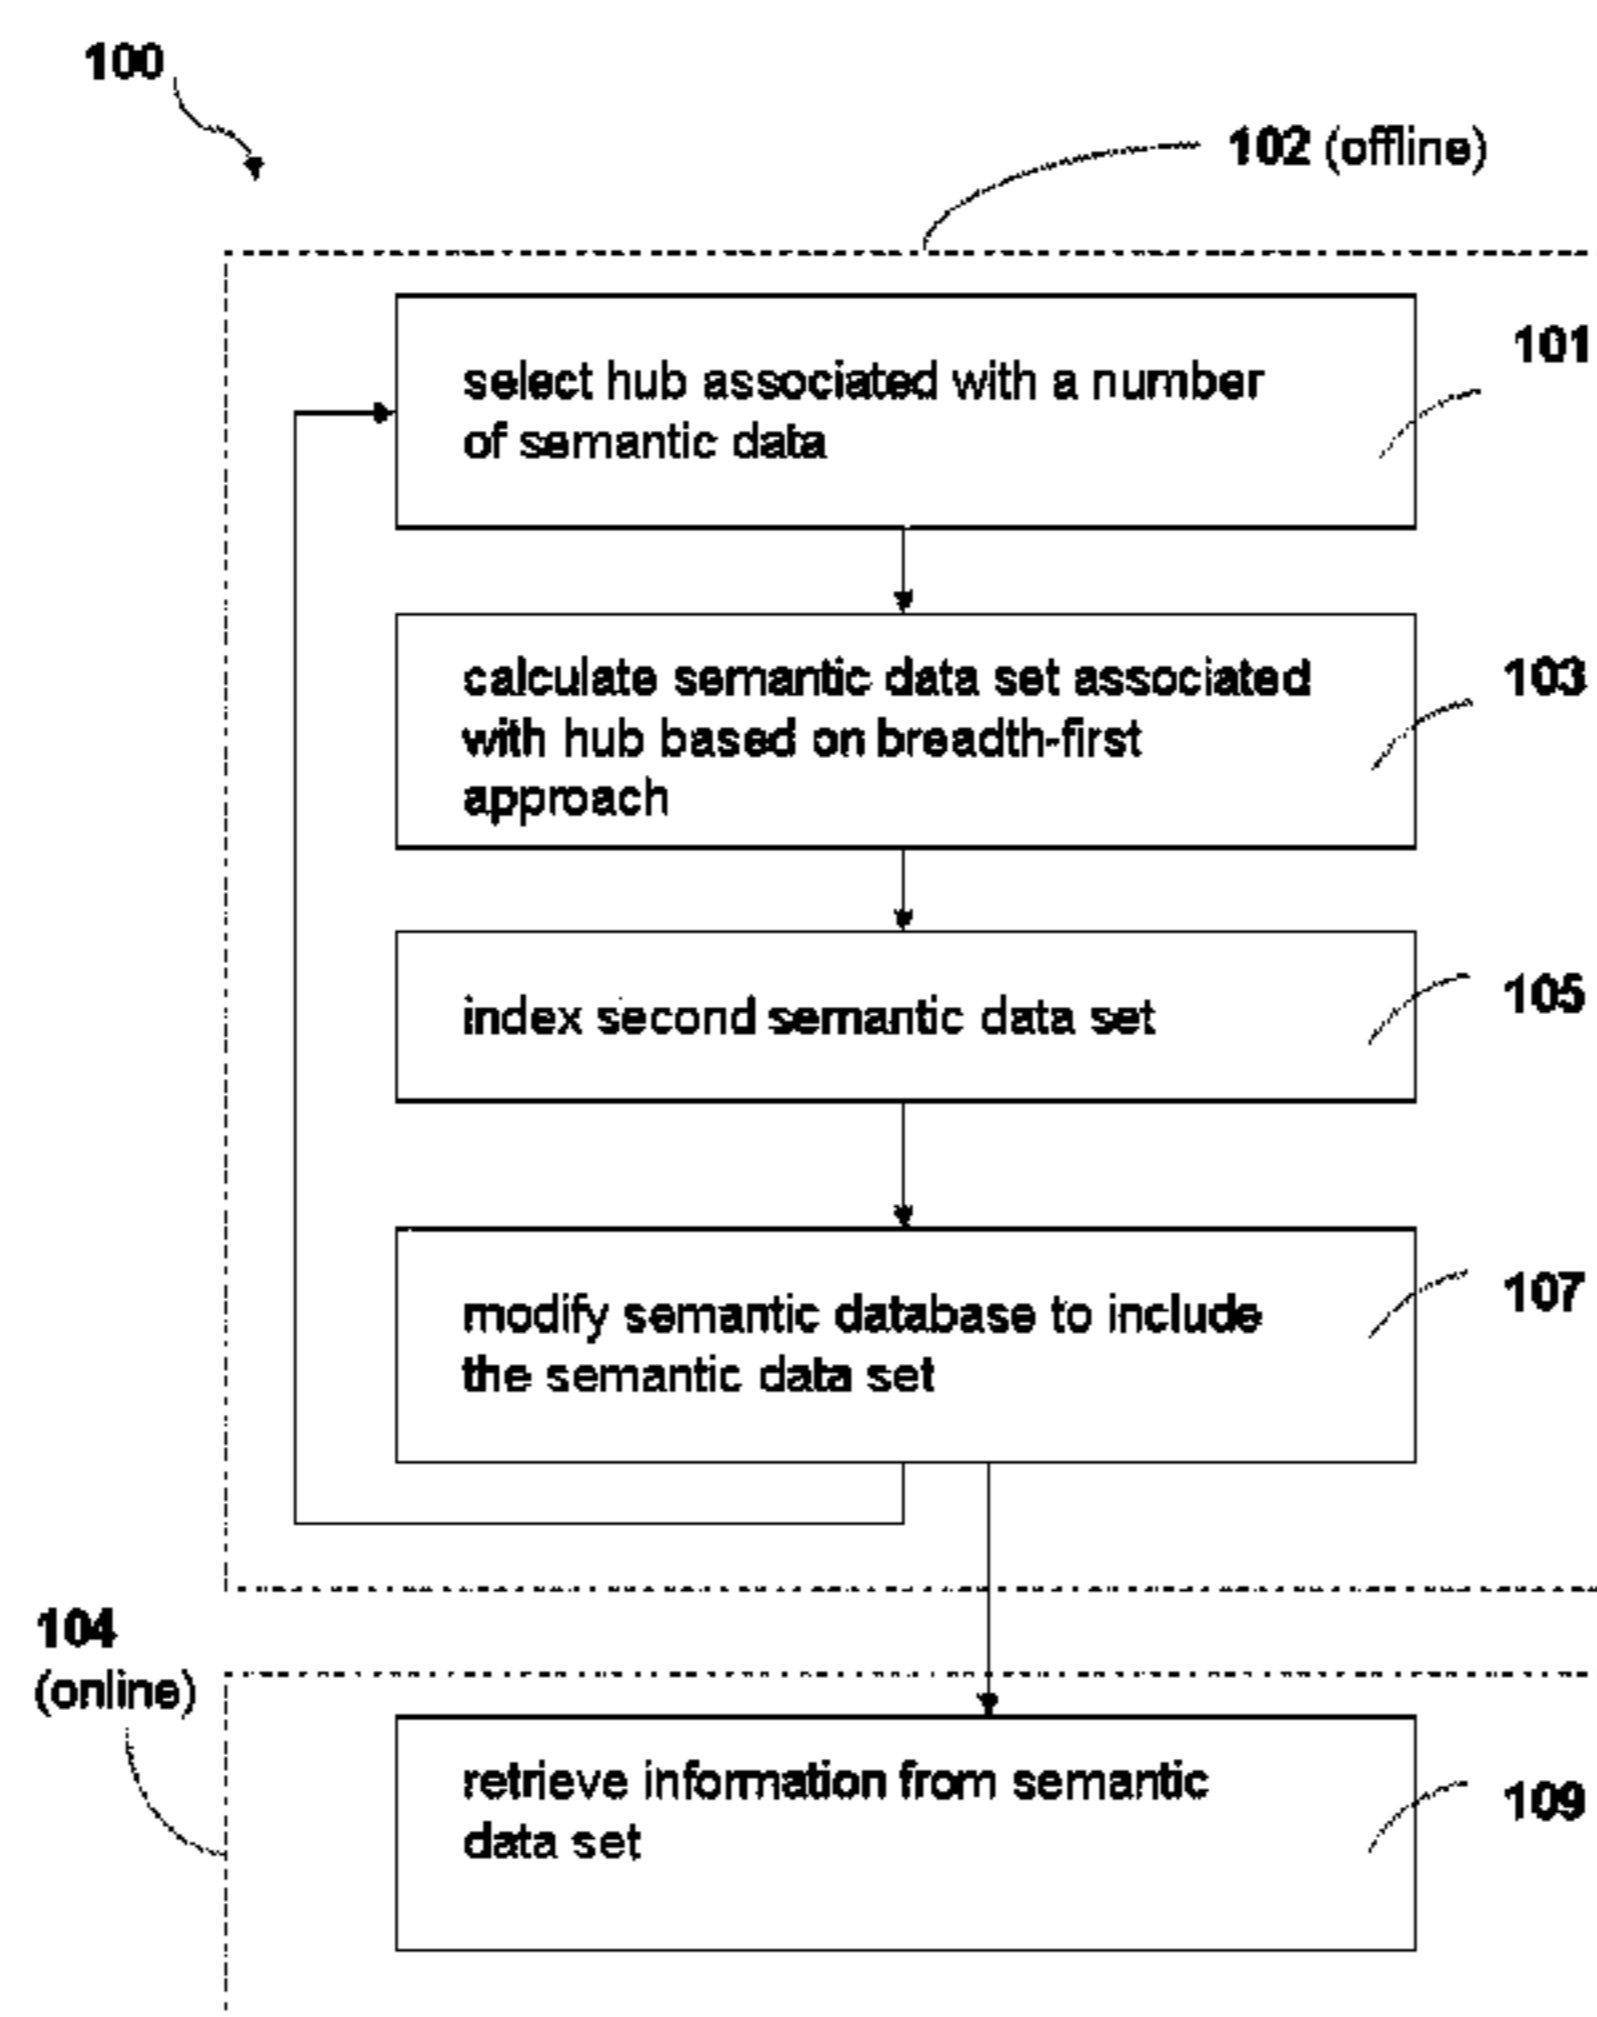 100
102 (offline)
101
select hub associated with a number
of semantic data
103
calculate semantic data set associated
with hub based on breadth-first
approach
105
index second semantic data set
107
modify semantic database to include
the semantic data set
104
(online)
109
retrieve information from semantic
data set